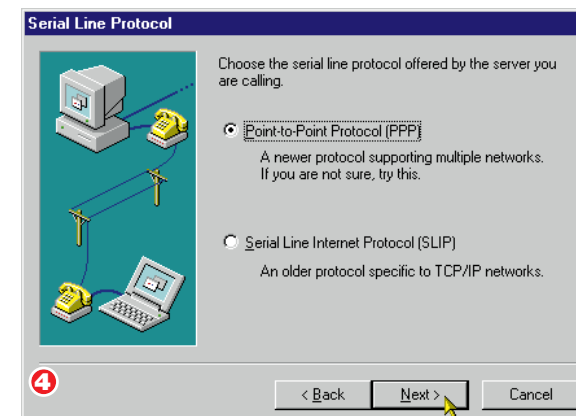 Serial Line Protocol
Choose the serial line protocol offered by the server you
are calling.
Point-to-Point Protocol (PPP)
A newer protocol supporting multiple networks.
If you are not sure, try this.
Serial Line Internet Protocol (SLIP)
An older protocol specific to TCP/IP networks.
4
< Back
Next >
Cancel